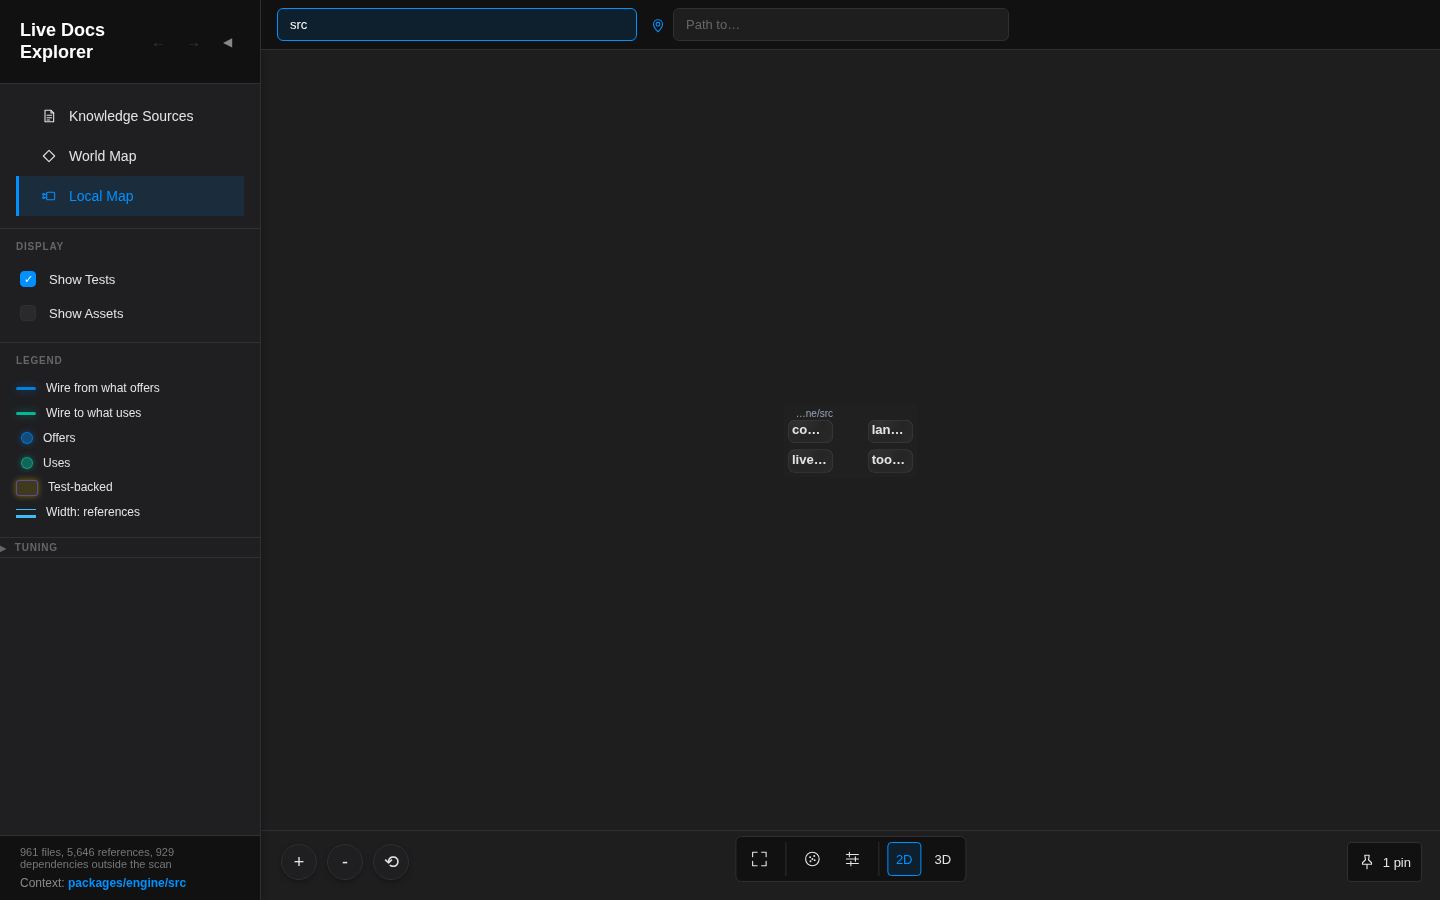 Live Docs
Explorer
← → ◀
src
Path to…
Knowledge Sources
World Map
Local Map
DISPLAY
✓ Show Tests
Show Assets
LEGEND
Wire from what offers
Wire to what uses
Offers
Uses
Test-backed
Width: references
▶ TUNING
…ne/src
co… lan…
live… too…
961 files, 5,646 references, 929
dependencies outside the scan
Context: packages/engine/src
+ - ⟲
2D 3D
1 pin